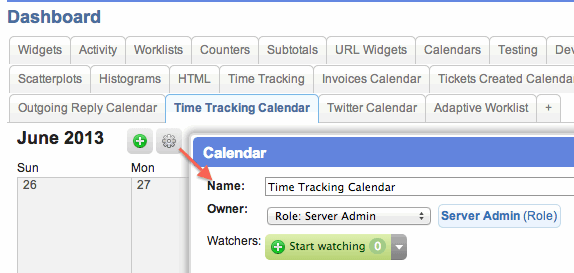 Dashboard
Widgets Activity Worklists Counters Subtotals URL Widgets Calendars Testing
Scatterplots Histograms HTML Time Tracking Invoices Calendar Tickets Created Calendar
Outgoing Reply Calendar Time Tracking Calendar Twitter Calendar Adaptive Worklist +
June 2013
Calendar
Sun Mon
26 27
Name: Time Tracking Calendar
Owner: Role: Server Admin Server Admin (Role)
Watchers: Start watching 0